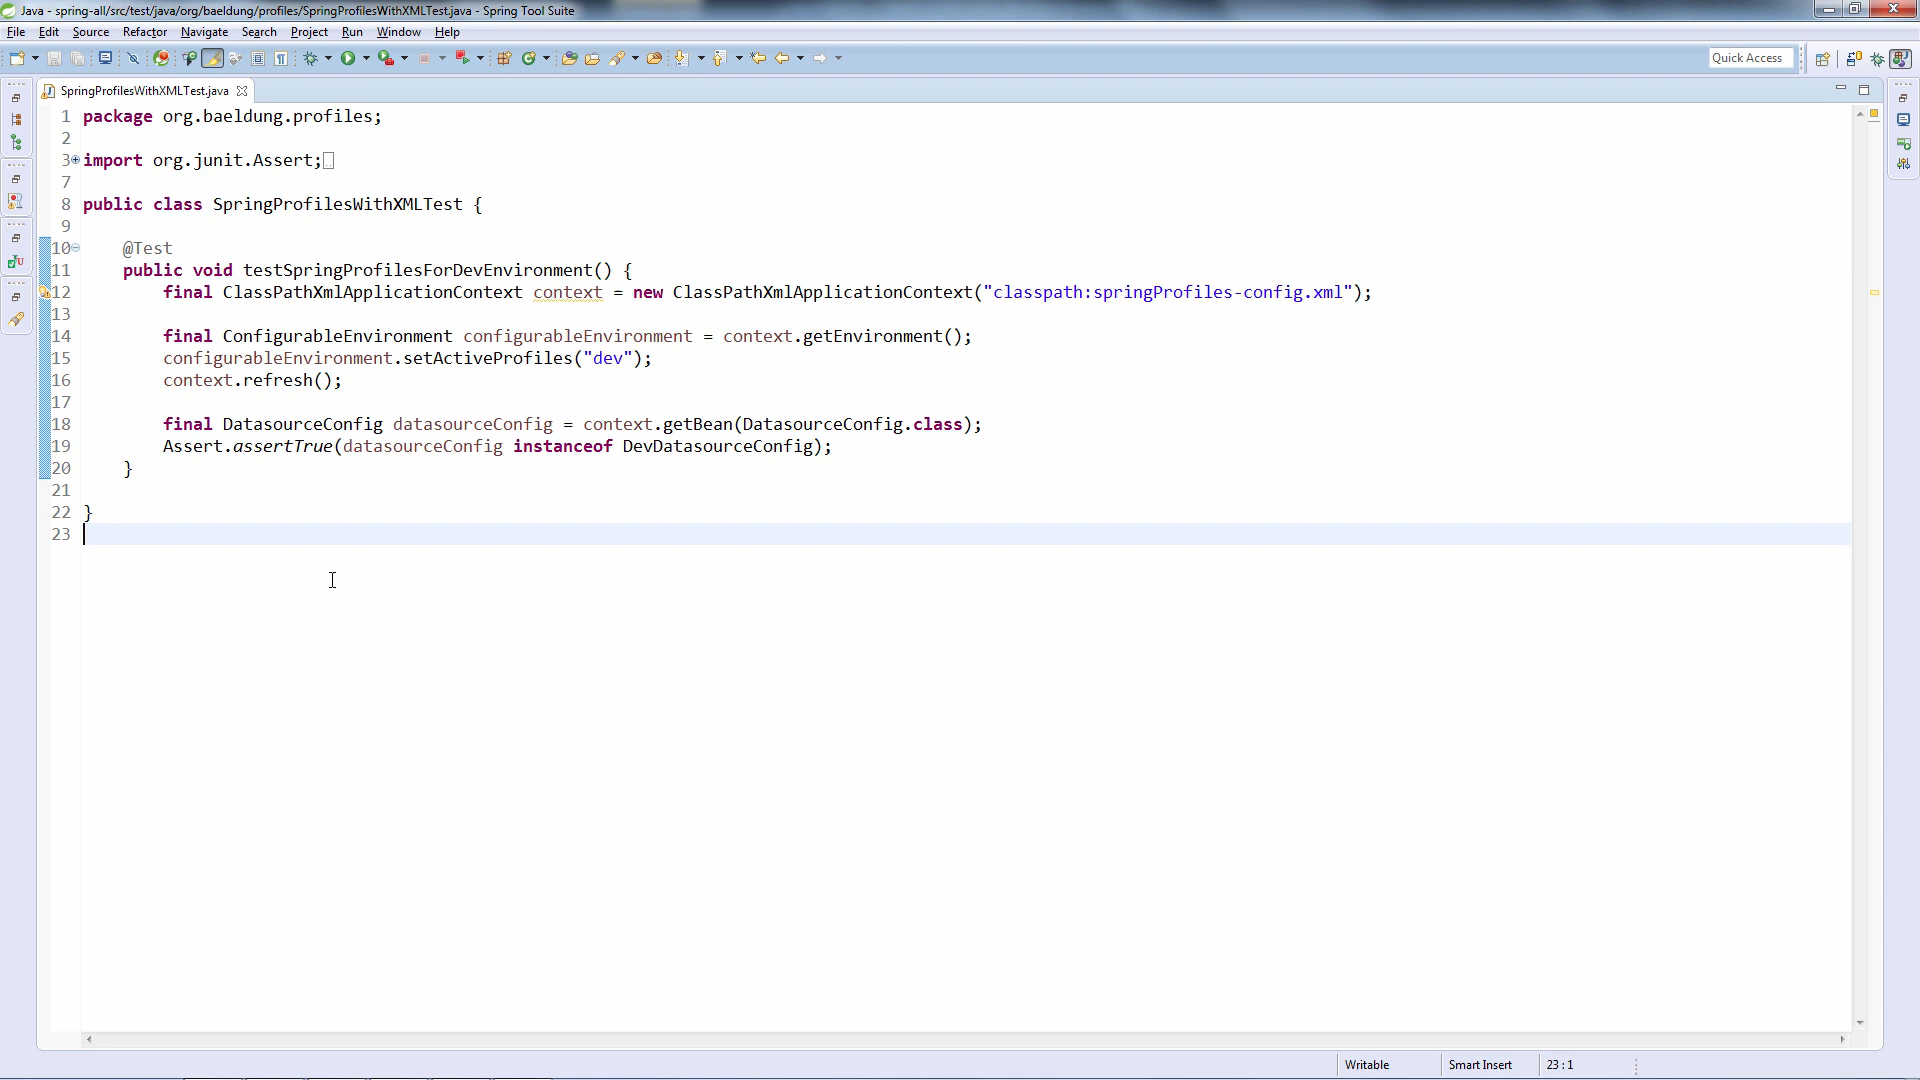 Java - spring-all/src/test/java/org/baeldung/profiles/SpringProfilesWithXMLTest.java - Spring Tool Suite
File Edit Source Refactor Navigate Search Project Run Window Help
Quick Access
SpringProfilesWithXMLTest.java
1 package org.baeldung.profiles;
2
3 import org.junit.Assert;
7
8 public class SpringProfilesWithXMLTest {
9
10 @Test
11 public void testSpringProfilesForDevEnvironment() {
12 final ClassPathXmlApplicationContext context = new ClassPathXmlApplicationContext("classpath:springProfiles-config.xml");
13
14 final ConfigurableEnvironment configurableEnvironment = context.getEnvironment();
15 configurableEnvironment.setActiveProfiles("dev");
16 context.refresh();
17
18 final DatasourceConfig datasourceConfig = context.getBean(DatasourceConfig.class);
19 Assert.assertTrue(datasourceConfig instanceof DevDatasourceConfig);
20 }
21
22 }
23
Writable Smart Insert 23 : 1